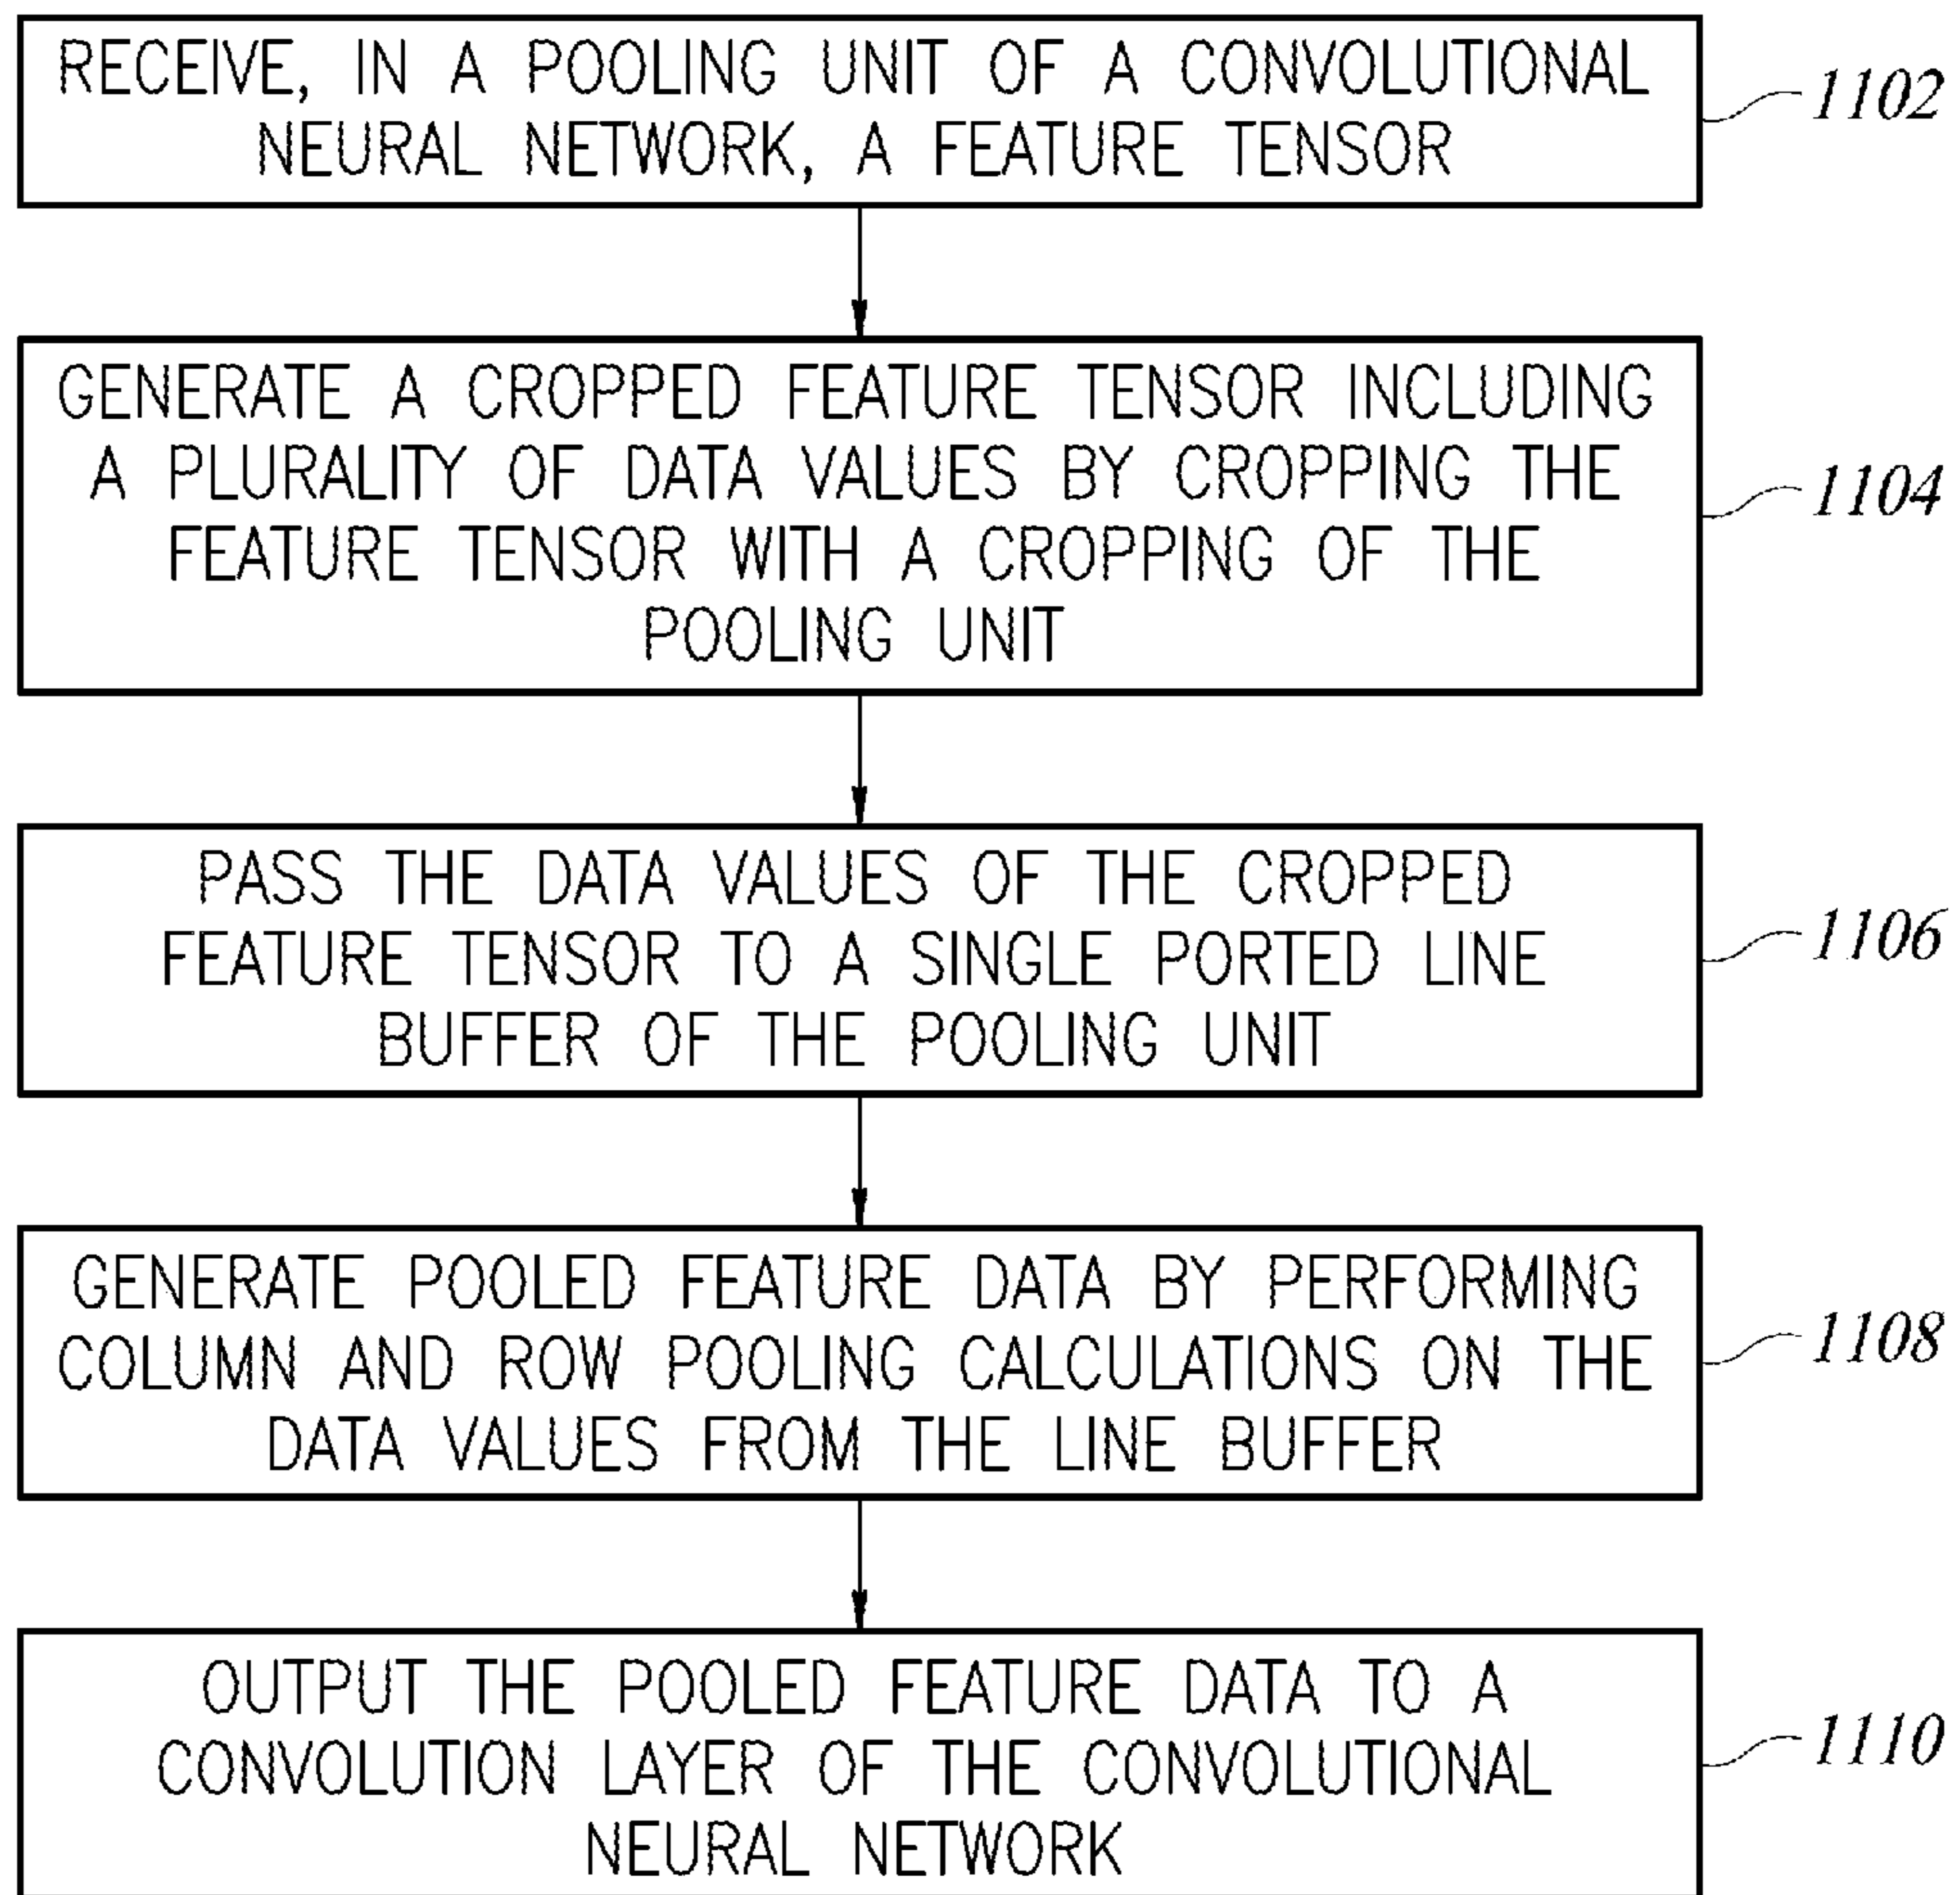 RECEIVE, IN A POOLING UNIT OF A CONVOLUTIONAL
NEURAL NETWORK, A FEATURE TENSOR
1102
GENERATE A CROPPED FEATURE TENSOR INCLUDING
A PLURALITY OF DATA VALUES BY CROPPING THE
FEATURE TENSOR WITH A CROPPING OF THE
POOLING UNIT
1104
PASS THE DATA VALUES OF THE CROPPED
FEATURE TENSOR TO A SINGLE PORTED LINE
BUFFER OF THE POOLING UNIT
1106
GENERATE POOLED FEATURE DATA BY PERFORMING
COLUMN AND ROW POOLING CALCULATIONS ON THE
DATA VALUES FROM THE LINE BUFFER
1108
OUTPUT THE POOLED FEATURE DATA TO A
CONVOLUTION LAYER OF THE CONVOLUTIONAL
NEURAL NETWORK
1110